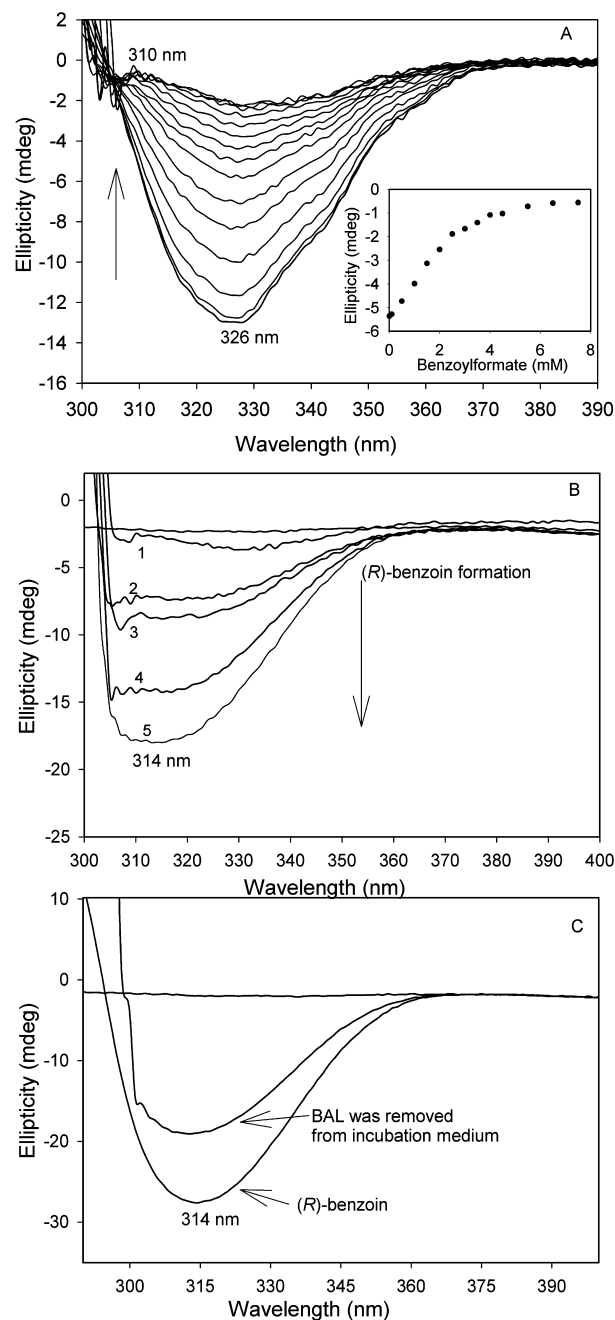 A
310 nm
0
-2
-4
-6
-8
-10
-12
-14
-16
Ellipticity (mdeg)
326 nm
300 310 320 330 340 350 360 370 380 390
Wavelength (nm)
0
-1
-2
-3
-4
-5
-6
Ellipticity (mdeg)
0 2 4 6 8
Benzoylformate (mM)
B
0
-5
-10
-15
-20
-25
Ellipticity (mdeg)
1
2
3
4
5
(R)-benzoin formation
314 nm
300 310 320 330 340 350 360 370 380 390 400
Wavelength (nm)
C
10
0
-10
-20
-30
Ellipticity (mdeg)
BAL was removed
from incubation medium
(R)-benzoin
314 nm
300 315 330 345 360 375 390
Wavelength (nm)